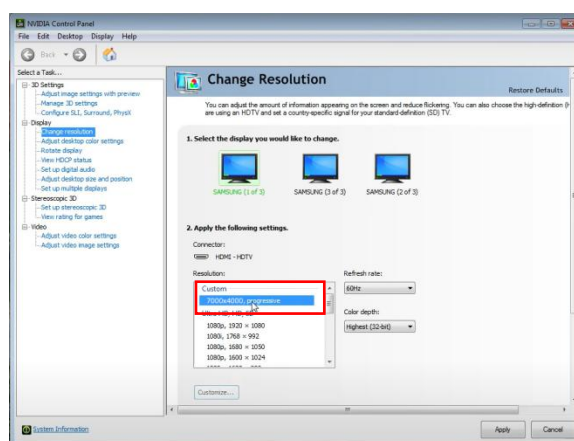 NVIDIA Control Panel
File Edit Desktop Display Help
Back
Select a Task...
3D Settings
Adjust image settings with preview
Manage 3D settings
Configure SLI, Surround, PhysX
Display
Change resolution
Adjust desktop color settings
Rotate display
View HDCP status
Set up digital audio
Adjust desktop size and position
Set up multiple displays
Stereoscopic 3D
Set up stereoscopic 3D
View rating for games
Video
Adjust video color settings
Adjust video image settings
System Information
Change Resolution
Restore Defaults
You can adjust the amount of information appearing on the screen and reduce flickering. You can also choose the high-definition (H
are using an HDTV and set a country-specific signal for your standard-definition (SD) TV.
1. Select the display you would like to change.
SAMSUNG (1 of 3) SAMSUNG (3 of 3) SAMSUNG (2 of 3)
2. Apply the following settings.
Connector:
HDMI - HDTV
Resolution:
Custom
7000x4000, progressive
Ultra HD, HD, SD
1080p, 1920 × 1080
1080i, 1768 × 992
1080p, 1680 × 1050
1080p, 1600 × 1024
Refresh rate:
60Hz
Color depth:
Highest (32-bit)
Customize...
Apply Cancel